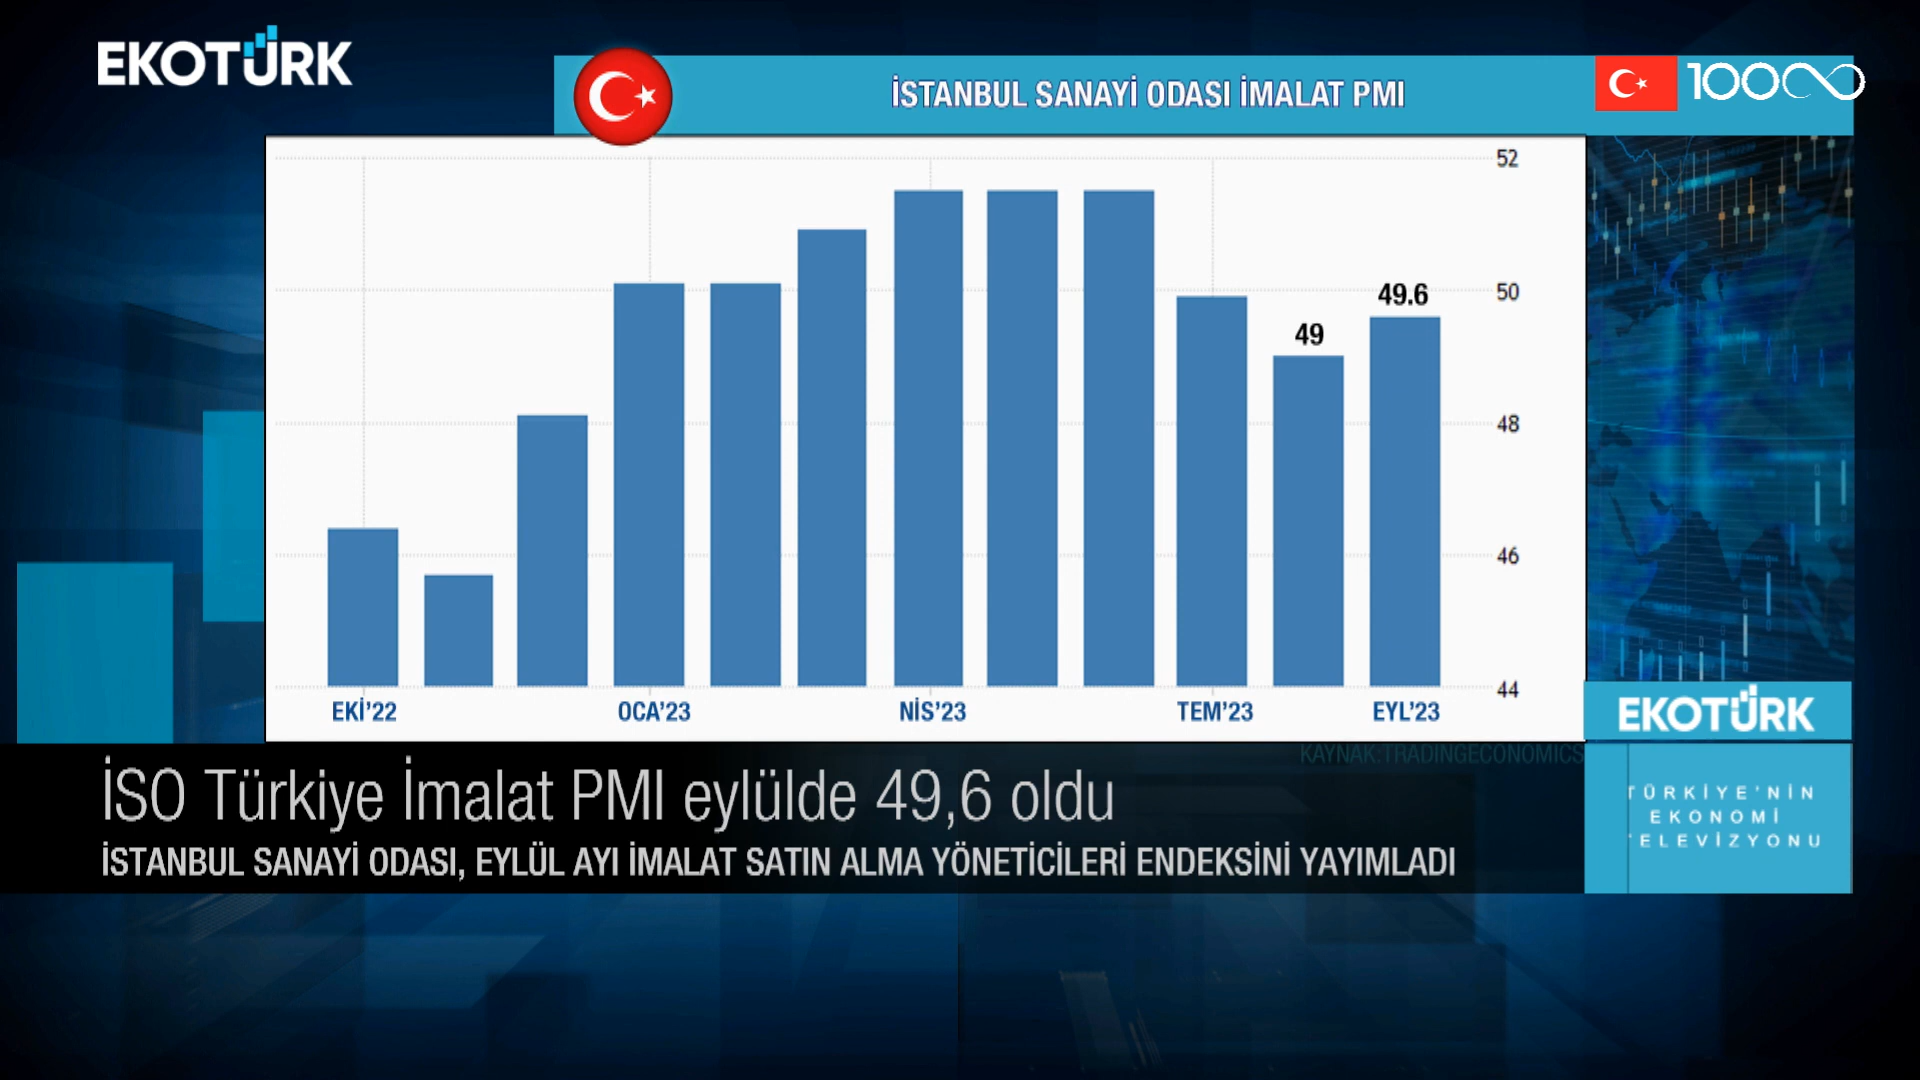 EKOTÜRK
İSTANBUL SANAYİ ODASI İMALAT PMI
100
52
50
49.6
49
48
46
44
EKİ'22
OCA'23
NİS'23
TEM'23
EYL'23
EKOTÜRK
KAYNAK:TRADINGECONOMICS
İSO Türkiye İmalat PMI eylülde 49,6 oldu
İSTANBUL SANAYİ ODASI, EYLÜL AYI İMALAT SATIN ALMA YÖNETİCİLERİ ENDEKSİNİ YAYIMLADI
TÜRKİYE'NİN
EKONOMİ
TELEVİZYONU